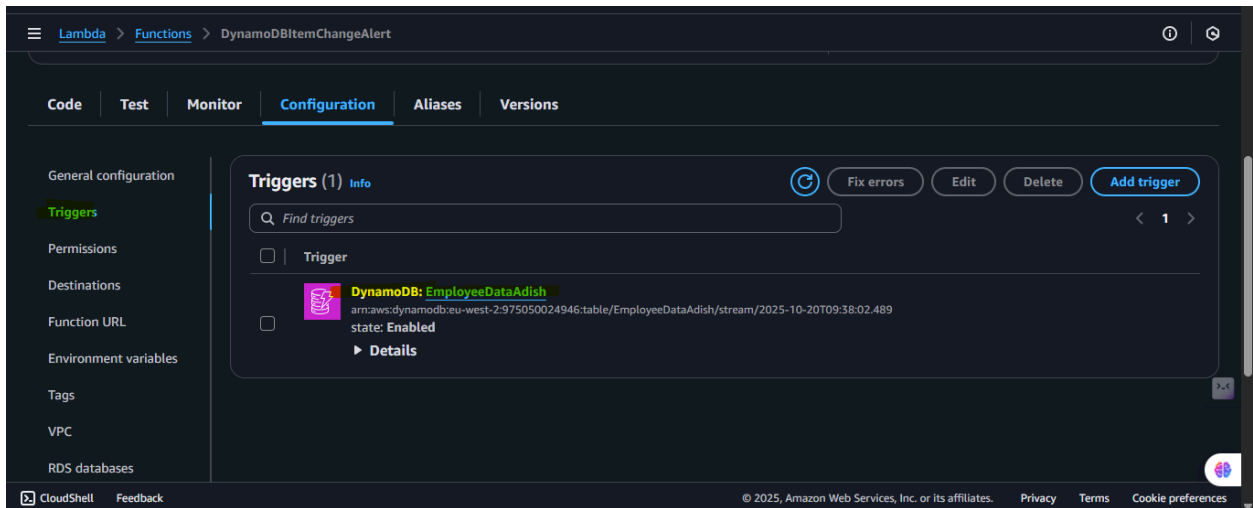 Lambda > Functions > DynamoDBItemChangeAlert
Code Test Monitor Configuration Aliases Versions
General configuration
Triggers
Permissions
Destinations
Function URL
Environment variables
Tags
VPC
RDS databases
Triggers (1) Info
Fix errors Edit Delete Add trigger
Find triggers
< 1 >
Trigger
DynamoDB: EmployeeDataAdish
arn:aws:dynamodb:eu-west-2:975050024946:table/EmployeeDataAdish/stream/2025-10-20T09:38:02.489
state: Enabled
Details
CloudShell Feedback © 2025, Amazon Web Services, Inc. or its affiliates. Privacy Terms Cookie preferences